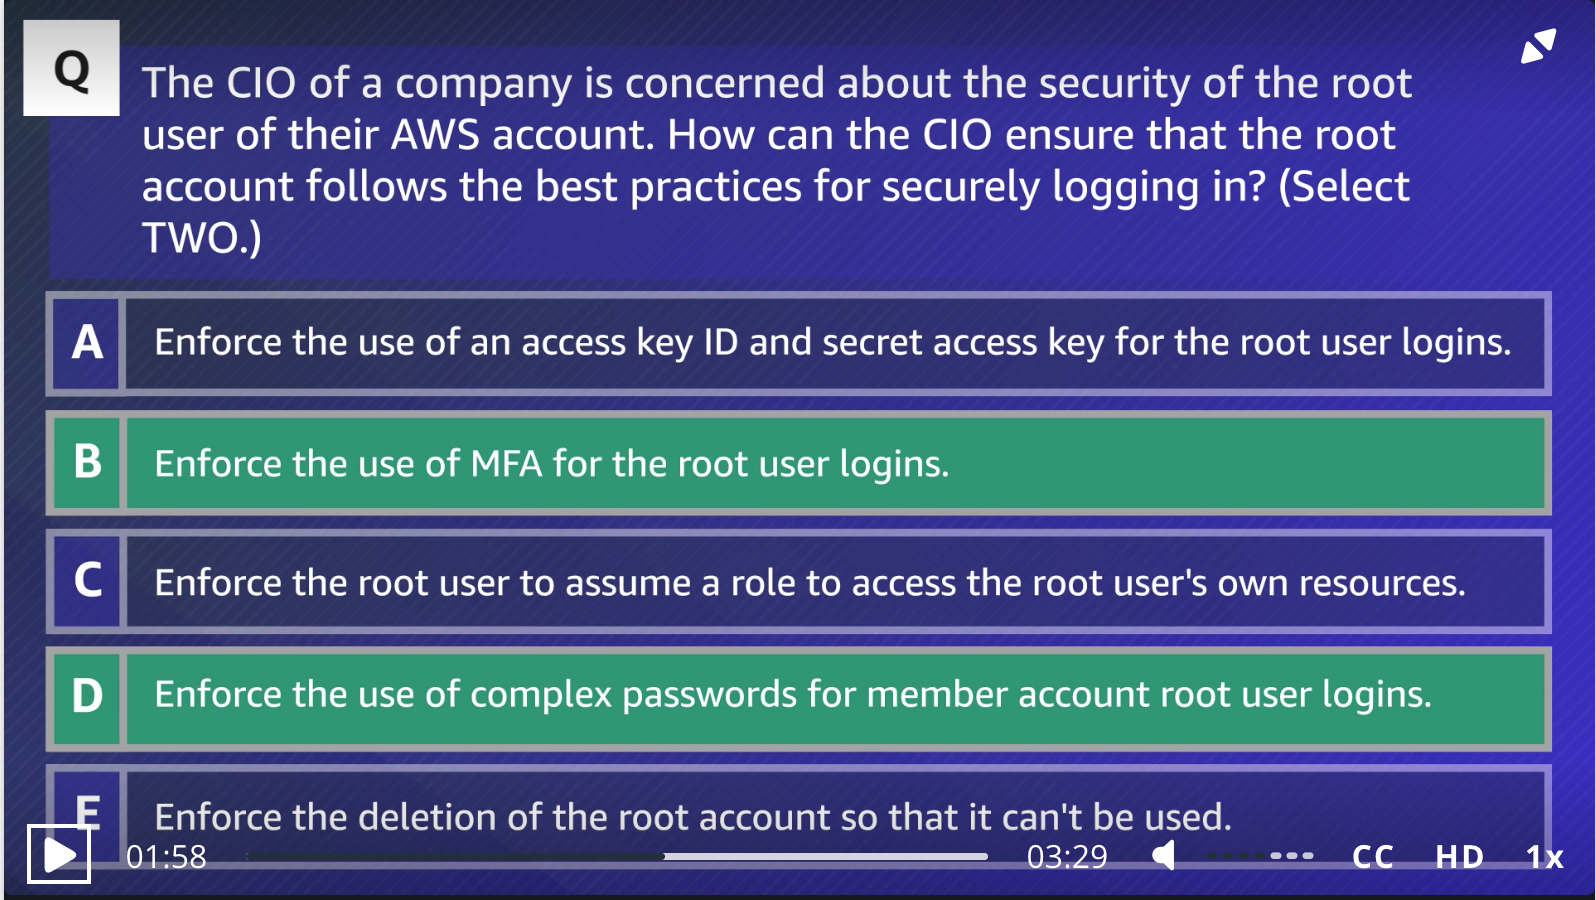 Q
The CIO of a company is concerned about the security of the root
user of their AWS account. How can the CIO ensure that the root
account follows the best practices for securely logging in? (Select
TWO.)
A
Enforce the use of an access key ID and secret access key for the root user logins.
B
Enforce the use of MFA for the root user logins.
C
Enforce the root user to assume a role to access the root user's own resources.
D
Enforce the use of complex passwords for member account root user logins.
E
Enforce the deletion of the root account so that it can't be used.
01:58
03:29
CC
HD
1x